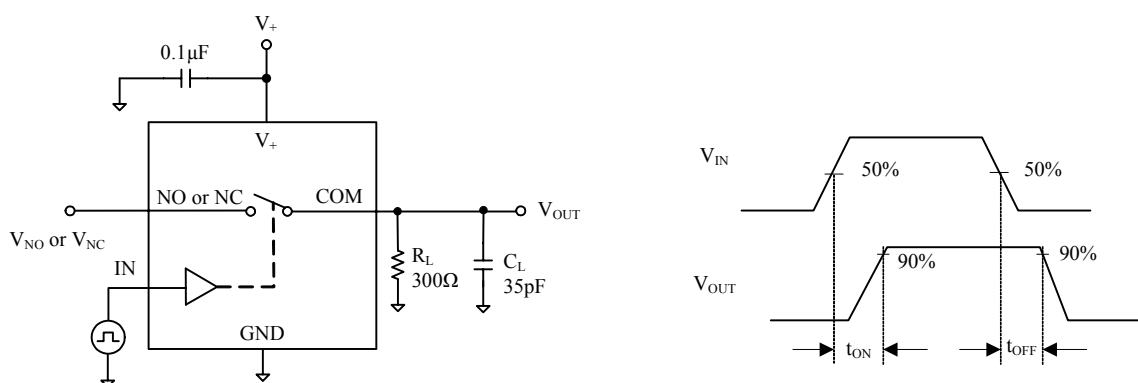 V+
0.1μF
V+
NO or NC
COM
VNO or VNC
VOUT
IN
RL
300Ω
CL
35pF
GND
VIN
50%
50%
VOUT
90%
90%
tON
tOFF